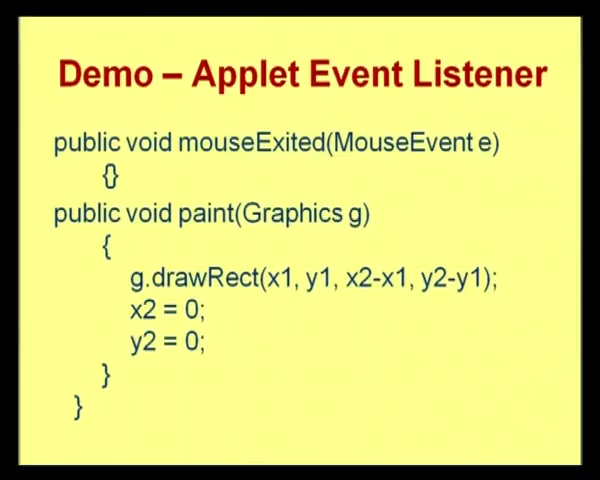 Demo – Applet Event Listener
public void mouseExited(MouseEvent e)
{}
public void paint(Graphics g)
{
g.drawRect(x1, y1, x2-x1, y2-y1);
x2 = 0;
y2 = 0;
}
}